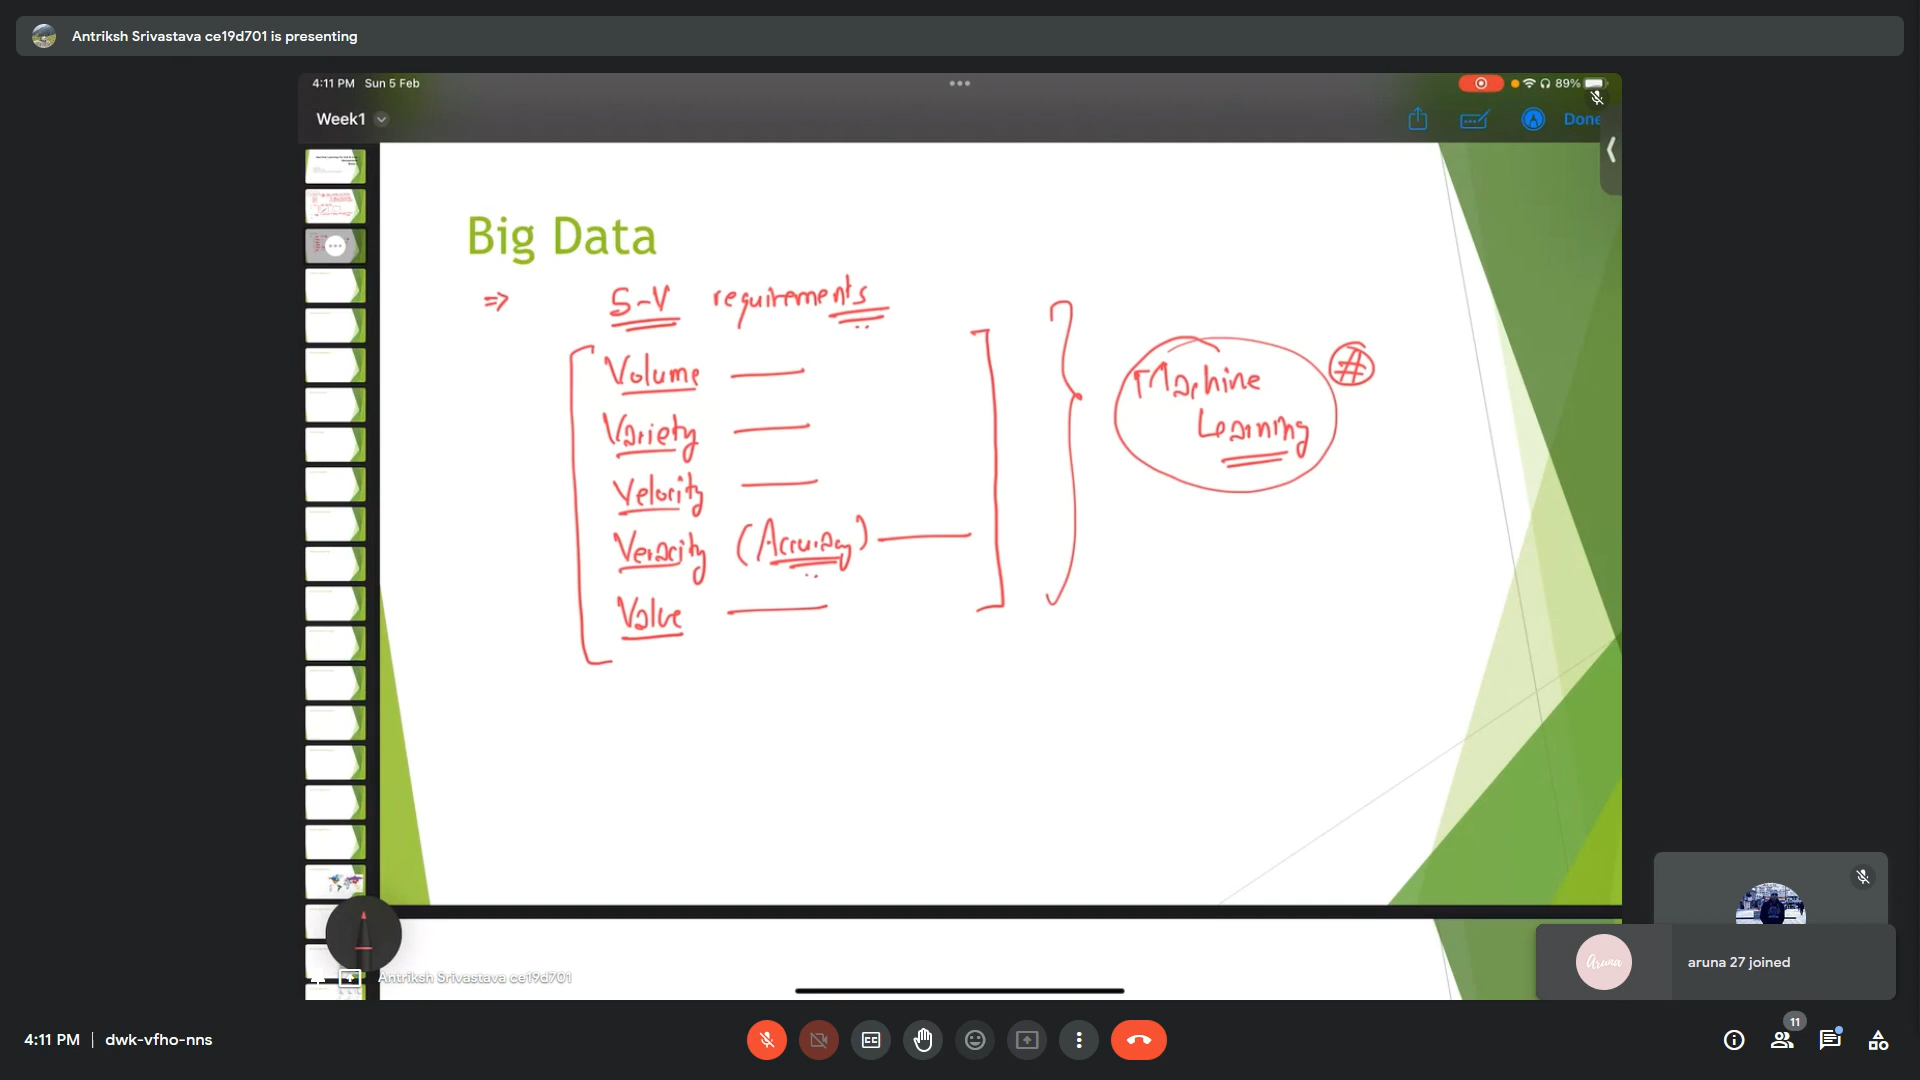 Antriksh Srivastava ce19d701 is presenting
4:11 PM Sun 5 Feb
89%
Week1
Done
Big Data
=> 5-V requirements
Volume
Variety
Velocity
Veracity (Accuracy)
Value
Machine
Learning
#
Antriksh Srivastava ce19d701
Aruna
aruna 27 joined
4:11 PM | dwk-vfho-nns
CC
11